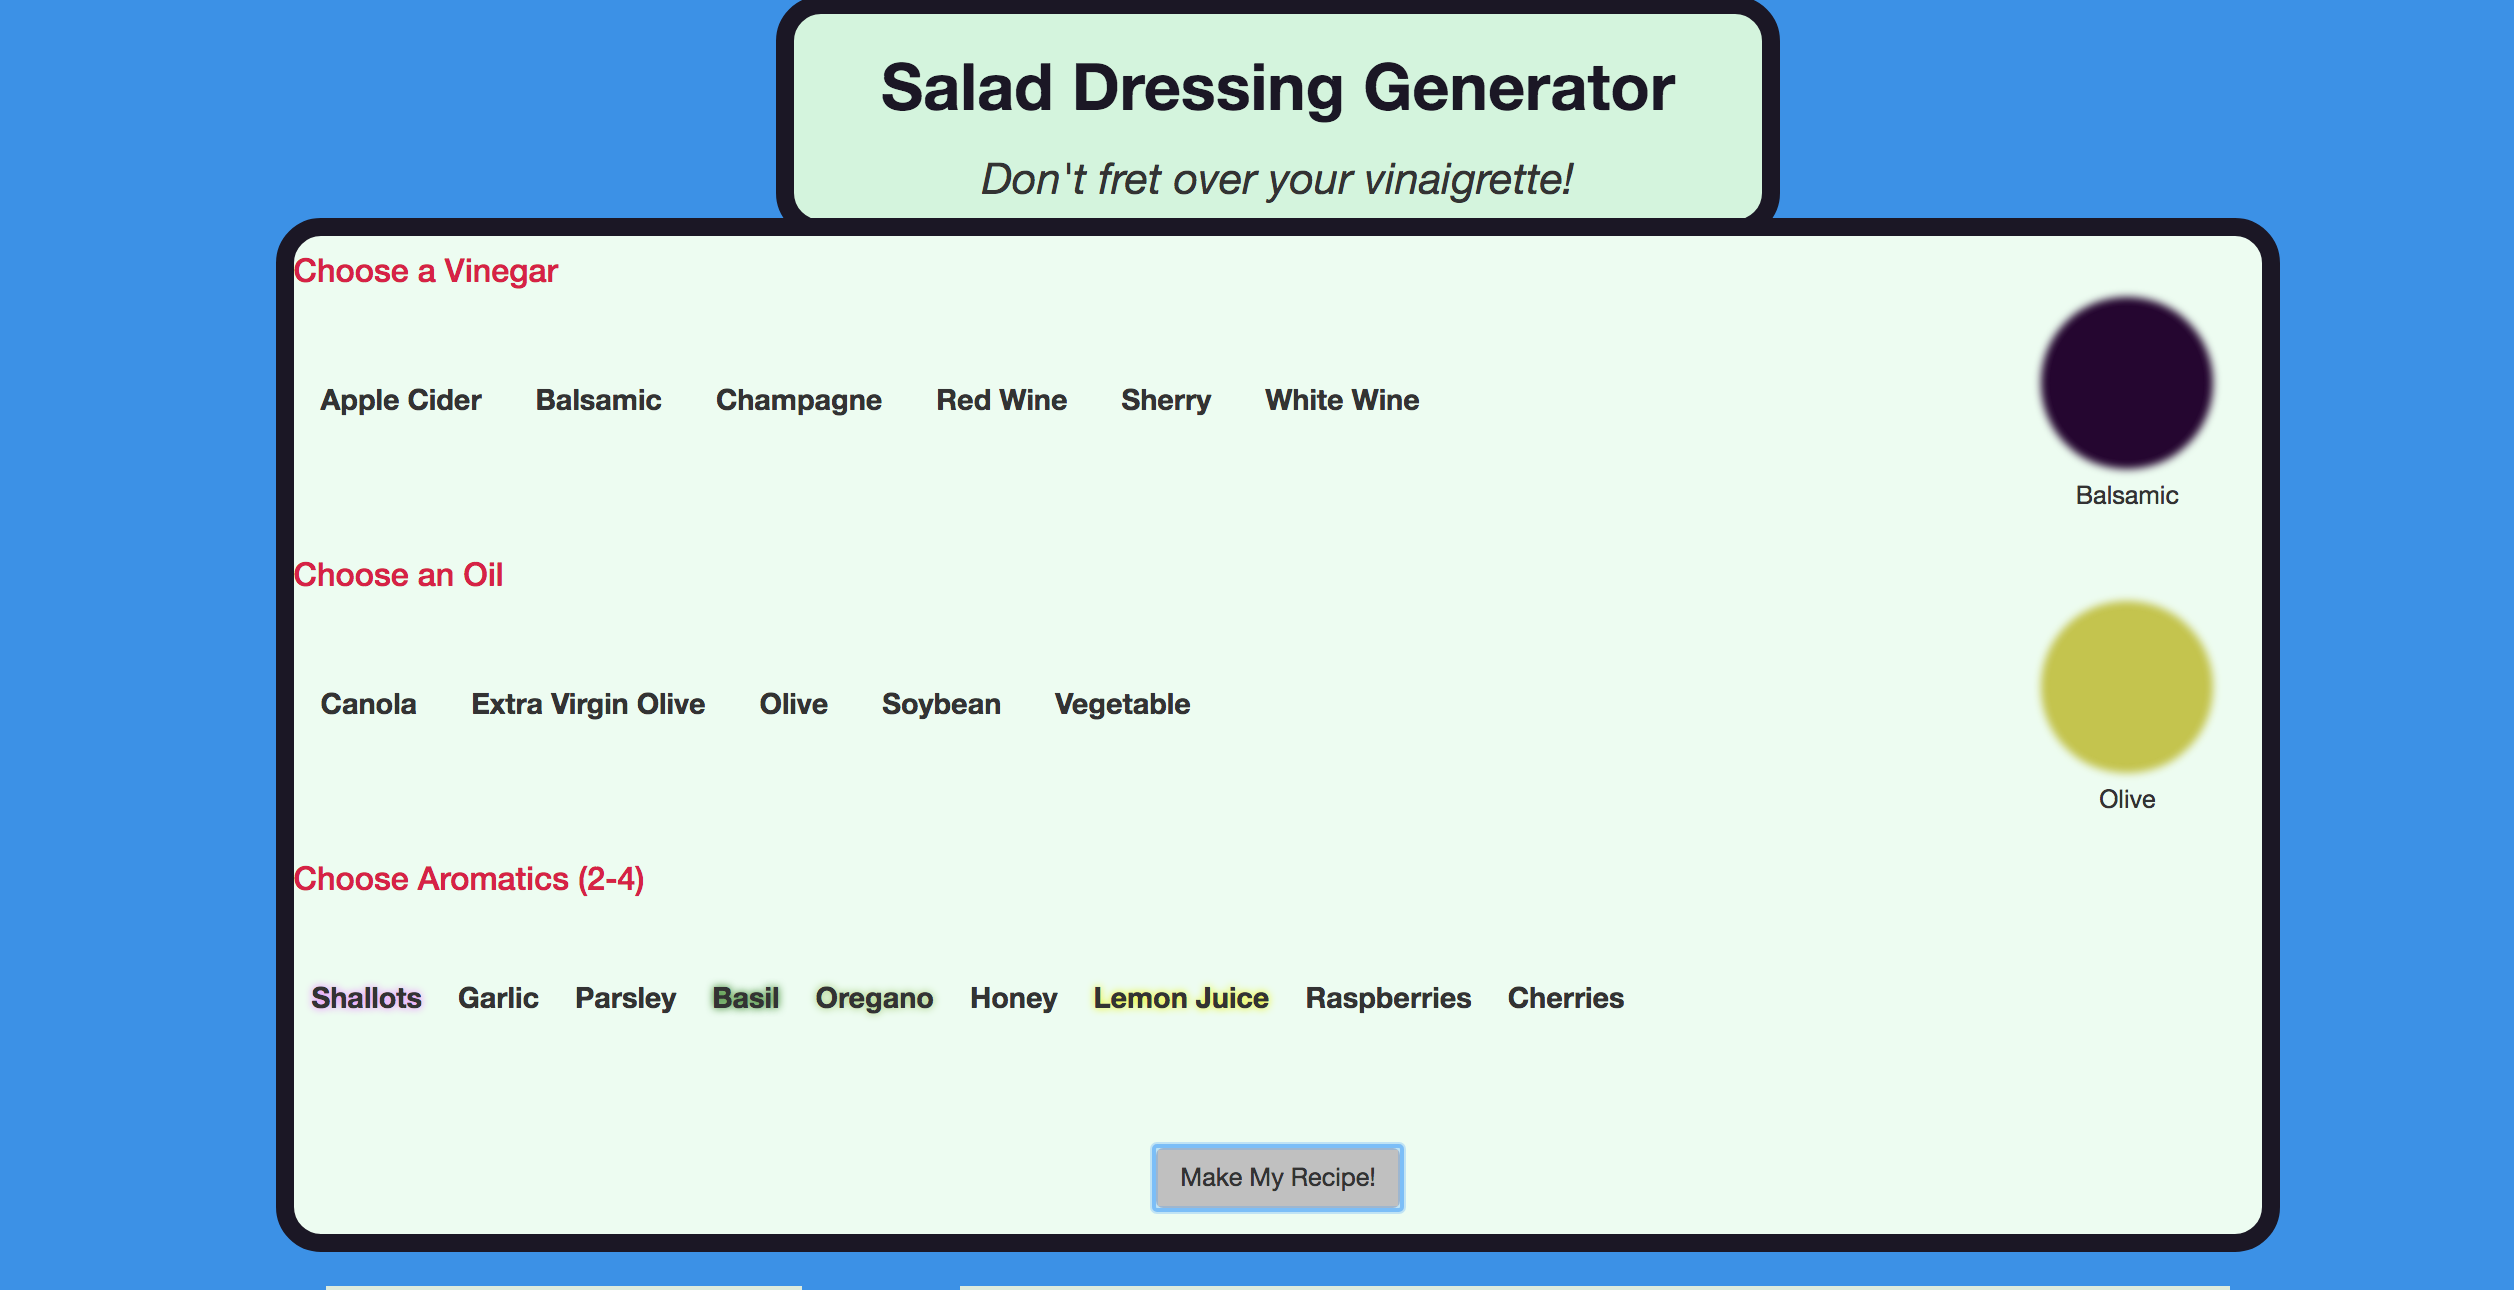 Salad Dressing Generator
Don't fret over your vinaigrette!
Choose a Vinegar
Apple Cider Balsamic Champagne Red Wine Sherry White Wine
Balsamic
Choose an Oil
Canola Extra Virgin Olive Olive Soybean Vegetable
Olive
Choose Aromatics (2-4)
Shallots Garlic Parsley Basil Oregano Honey Lemon Juice Raspberries Cherries
Make My Recipe!